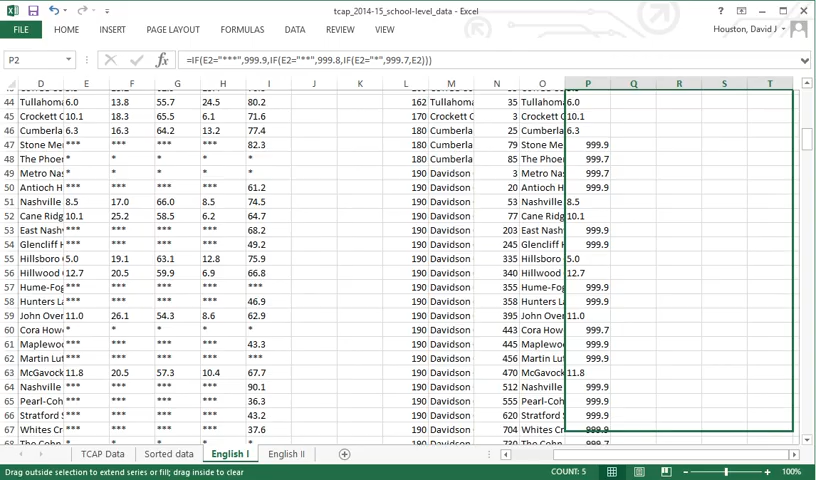 tcap_2014-15_school-level_data - Excel
FILE HOME INSERT PAGE LAYOUT FORMULAS DATA REVIEW VIEW Houston, David J
P2 fx =IF(E2="***",999.9,IF(E2="**",999.8,IF(E2="*",999.7,E2)))
D E F G H I J K L M N O P Q R S T
44 Tullahoma 6.0 13.8 55.7 24.5 80.2 162 Tullahoma 35 Tullahoma 6.0
45 Crockett C 10.1 18.3 65.5 6.1 71.6 170 Crockett C 3 Crockett C 10.1
46 Cumberla 6.3 16.3 64.2 13.2 77.4 180 Cumberla 25 Cumberla 6.3
47 Stone Me *** *** *** *** 82.3 180 Cumberla 79 Stone Me 999.9
48 The Phoe * * * * 180 Cumberla 85 The Phoe 999.7
49 Metro Nas * * * * 190 Davidson 3 Metro Nas 999.7
50 Antioch H *** *** *** *** 61.2 190 Davidson 20 Antioch H 999.9
51 Nashville 8.5 17.0 66.0 8.5 74.5 190 Davidson 53 Nashville 8.5
52 Cane Ridg 10.1 25.2 58.5 6.2 64.7 190 Davidson 77 Cane Ridg 10.1
53 East Nash *** *** *** *** 68.2 190 Davidson 203 East Nash 999.9
54 Glencliff H *** *** *** *** 49.2 190 Davidson 245 Glencliff H 999.9
55 Hillsboro 5.0 19.1 63.1 12.8 75.9 190 Davidson 335 Hillsboro 5.0
56 Hillwood 12.7 20.5 59.9 6.9 66.8 190 Davidson 340 Hillwood 12.7
57 Hume-Fog *** *** *** *** *** 190 Davidson 355 Hume-Fog 999.9
58 Hunters La *** *** *** *** 46.9 190 Davidson 358 Hunters La 999.9
59 John Over 11.0 26.1 54.3 8.6 62.9 190 Davidson 395 John Over 11.0
60 Cora How * * * * 190 Davidson 443 Cora How 999.7
61 Maplewoo *** *** *** *** 43.3 190 Davidson 445 Maplewoo 999.9
62 Martin Lut *** *** *** *** *** 190 Davidson 456 Martin Lut 999.9
63 McGavock 11.8 20.5 57.3 10.4 67.7 190 Davidson 470 McGavock 11.8
64 Nashville *** *** *** *** 90.1 190 Davidson 512 Nashville 999.9
65 Pearl-Coh *** *** *** *** 36.3 190 Davidson 555 Pearl-Coh 999.9
66 Stratford S *** *** *** *** 43.2 190 Davidson 620 Stratford S 999.9
67 Whites Cr *** *** *** *** 37.6 190 Davidson 704 Whites Cr 999.9
TCAP Data Sorted data English I English II
Drag outside selection to extend series or fill; drag inside to clear COUNT: 5 100%